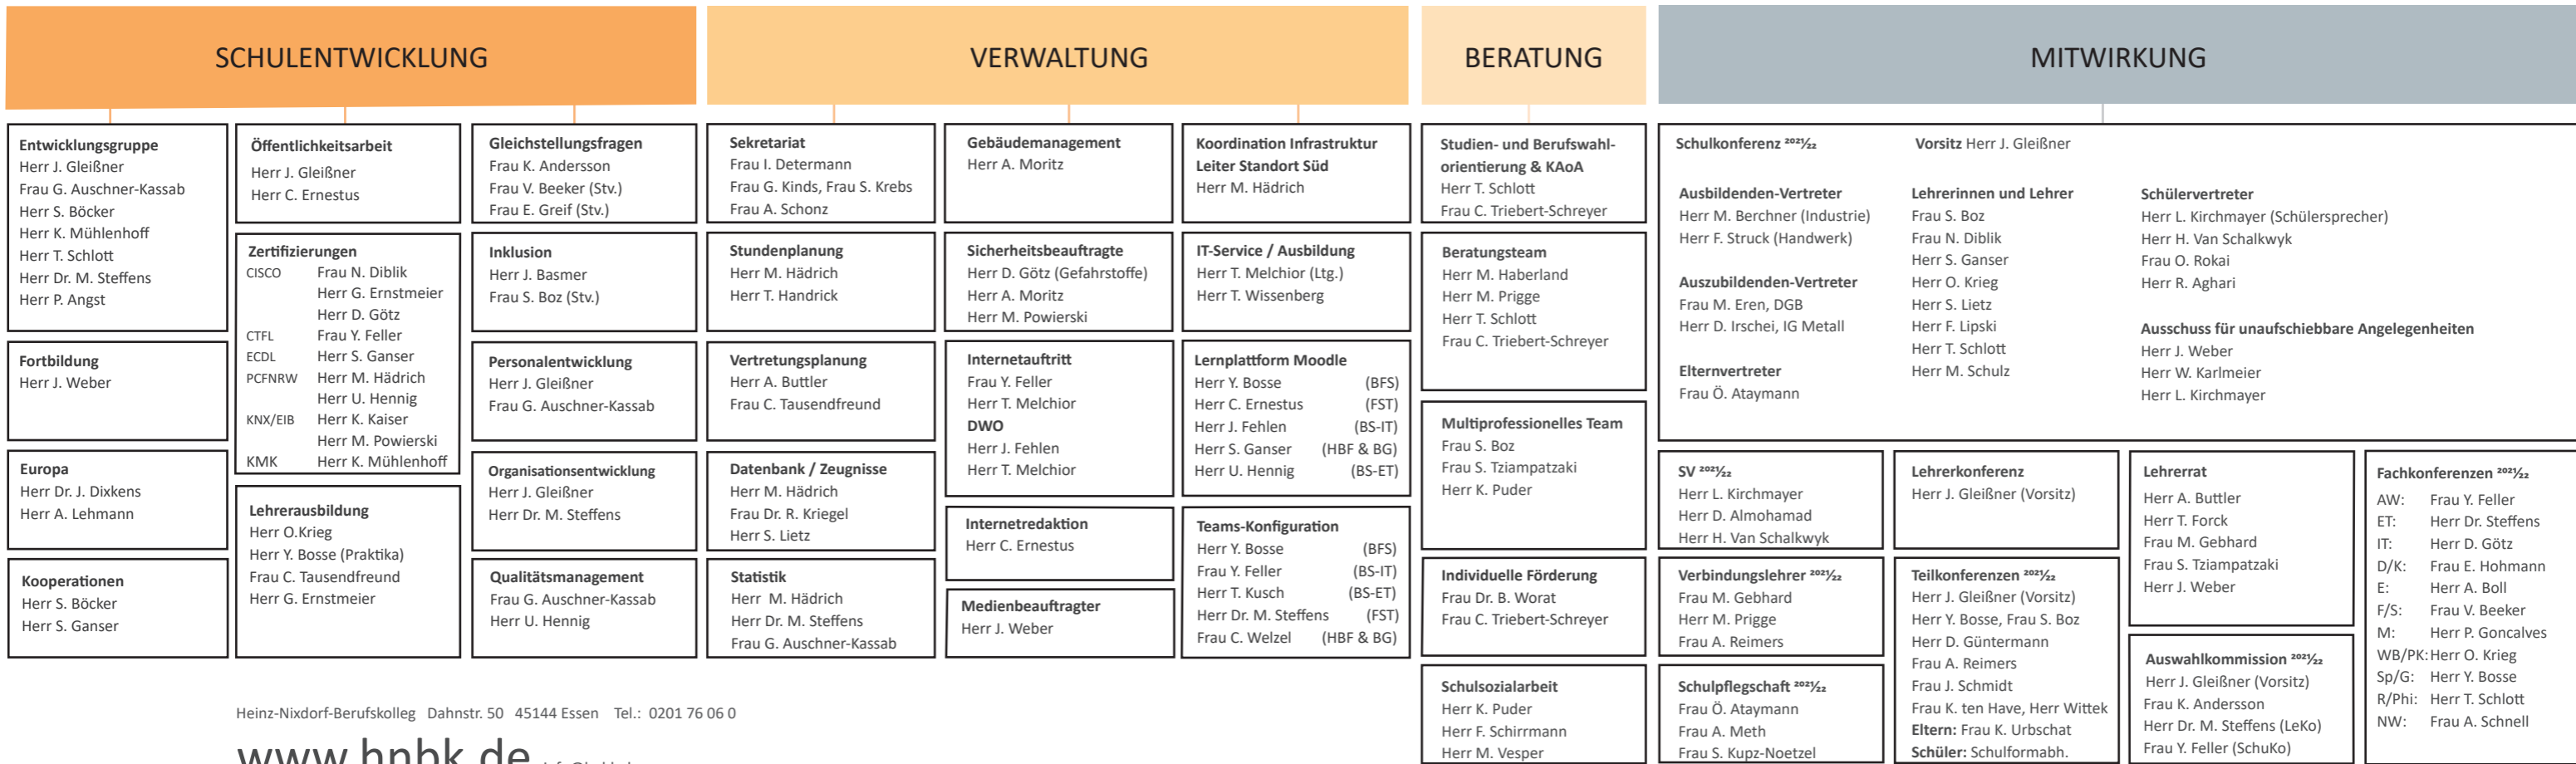 SCHULENTWICKLUNG
Entwicklungsgruppe
Herr J. Gleißner
Frau G. Auschner-Kassab
Herr S. Böcker
Herr K. Mühlenhoff
Herr T. Schlott
Herr Dr. M. Steffens
Herr P. Angst
Fortbildung
Herr J. Weber
Europa
Herr Dr. J. Dixkens
Herr A. Lehmann
Kooperationen
Herr S. Böcker
Herr S. Ganser
Öffentlichkeitsarbeit
Herr J. Gleißner
Herr C. Ernestus
Zertifizierungen
CISCO Frau N. Diblik
Herr G. Ernstmeier
Herr D. Götz
CTFL Frau Y. Feller
ECDL Herr S. Ganser
PCFNRW Herr M. Hädrich
Herr U. Hennig
KNX/EIB Herr K. Kaiser
Herr M. Powierski
KMK Herr K. Mühlenhoff
Lehrerausbildung
Herr O.Krieg
Herr Y. Bosse (Praktika)
Frau C. Tausendfreund
Herr G. Ernstmeier
Gleichstellungsfragen
Frau K. Andersson
Frau V. Beeker (Stv.)
Frau E. Greif (Stv.)
Inklusion
Herr J. Basmer
Frau S. Boz (Stv.)
Personalentwicklung
Herr J. Gleißner
Frau G. Auschner-Kassab
Organisationsentwicklung
Herr J. Gleißner
Herr Dr. M. Steffens
Qualitätsmanagement
Frau G. Auschner-Kassab
Herr U. Hennig
VERWALTUNG
Sekretariat
Frau I. Determann
Frau G. Kinds, Frau S. Krebs
Frau A. Schonz
Stundenplanung
Herr M. Hädrich
Herr T. Handrick
Vertretungsplanung
Herr A. Buttler
Frau C. Tausendfreund
Datenbank / Zeugnisse
Herr M. Hädrich
Frau Dr. R. Kriegel
Herr S. Lietz
Statistik
Herr M. Hädrich
Herr Dr. M. Steffens
Frau G. Auschner-Kassab
Gebäudemanagement
Herr A. Moritz
Sicherheitsbeauftragte
Herr D. Götz (Gefahrstoffe)
Herr A. Moritz
Herr M. Powierski
Internetauftritt
Frau Y. Feller
Herr T. Melchior
DWO
Herr J. Fehlen
Herr T. Melchior
Internetredaktion
Herr C. Ernestus
Medienbeauftragter
Herr J. Weber
Koordination Infrastruktur
Leiter Standort Süd
Herr M. Hädrich
IT-Service / Ausbildung
Herr T. Melchior (Ltg.)
Herr T. Wissenberg
Lernplattform Moodle
Herr Y. Bosse (BFS)
Herr C. Ernestus (FST)
Herr J. Fehlen (BS-IT)
Herr S. Ganser (HBF & BG)
Herr U. Hennig (BS-ET)
Teams-Konfiguration
Herr Y. Bosse (BFS)
Frau Y. Feller (BS-IT)
Herr T. Kusch (BS-ET)
Herr Dr. M. Steffens (FST)
Frau C. Welzel (HBF & BG)
BERATUNG
Studien- und Berufswahl-
orientierung & KAoA
Herr T. Schlott
Frau C. Triebert-Schreyer
Beratungsteam
Herr M. Haberland
Herr M. Prigge
Herr T. Schlott
Frau C. Triebert-Schreyer
Multiprofessionelles Team
Frau S. Boz
Frau S. Tziampatzaki
Herr K. Puder
Individuelle Förderung
Frau Dr. B. Worat
Frau C. Triebert-Schreyer
Schulsozialarbeit
Herr K. Puder
Herr F. Schirrmann
Herr M. Vesper
MITWIRKUNG
Schulkonferenz ²⁰²¹⁄₂₂ Vorsitz Herr J. Gleißner
Ausbildenden-Vertreter
Herr M. Berchner (Industrie)
Herr F. Struck (Handwerk)
Auszubildenden-Vertreter
Frau M. Eren, DGB
Herr D. Irschei, IG Metall
Elternvertreter
Frau Ö. Ataymann
Lehrerinnen und Lehrer
Frau S. Boz
Frau N. Diblik
Herr S. Ganser
Herr O. Krieg
Herr S. Lietz
Herr F. Lipski
Herr T. Schlott
Herr M. Schulz
Schülervertreter
Herr L. Kirchmayer (Schülersprecher)
Herr H. Van Schalkwyk
Frau O. Rokai
Herr R. Aghari
Ausschuss für unaufschiebbare Angelegenheiten
Herr J. Weber
Herr W. Karlmeier
Herr L. Kirchmayer
SV ²⁰²¹⁄₂₂
Herr L. Kirchmayer
Herr D. Almohamad
Herr H. Van Schalkwyk
Verbindungslehrer ²⁰²¹⁄₂₂
Frau M. Gebhard
Herr M. Prigge
Frau A. Reimers
Schulpflegschaft ²⁰²¹⁄₂₂
Frau Ö. Ataymann
Frau A. Meth
Frau S. Kupz-Noetzel
Lehrerkonferenz
Herr J. Gleißner (Vorsitz)
Teilkonferenzen ²⁰²¹⁄₂₂
Herr J. Gleißner (Vorsitz)
Herr Y. Bosse, Frau S. Boz
Herr D. Güntermann
Frau A. Reimers
Frau J. Schmidt
Frau K. ten Have, Herr Wittek
Eltern: Frau K. Urbschat
Schüler: Schulformabh.
Lehrerrat
Herr A. Buttler
Herr T. Forck
Frau M. Gebhard
Frau S. Tziampatzaki
Herr J. Weber
Auswahlkommission ²⁰²¹⁄₂₂
Herr J. Gleißner (Vorsitz)
Frau K. Andersson
Herr Dr. M. Steffens (LeKo)
Frau Y. Feller (SchuKo)
Fachkonferenzen ²⁰²¹⁄₂₂
AW: Frau Y. Feller
ET: Herr Dr. Steffens
IT: Herr D. Götz
D/K: Frau E. Hohmann
E: Herr A. Boll
F/S: Frau V. Beeker
M: Herr P. Goncalves
WB/PK: Herr O. Krieg
Sp/G: Herr Y. Bosse
R/Phi: Herr T. Schlott
NW: Frau A. Schnell
Heinz-Nixdorf-Berufskolleg Dahnstr. 50 45144 Essen Tel.: 0201 76 06 0
www.hnbk.de